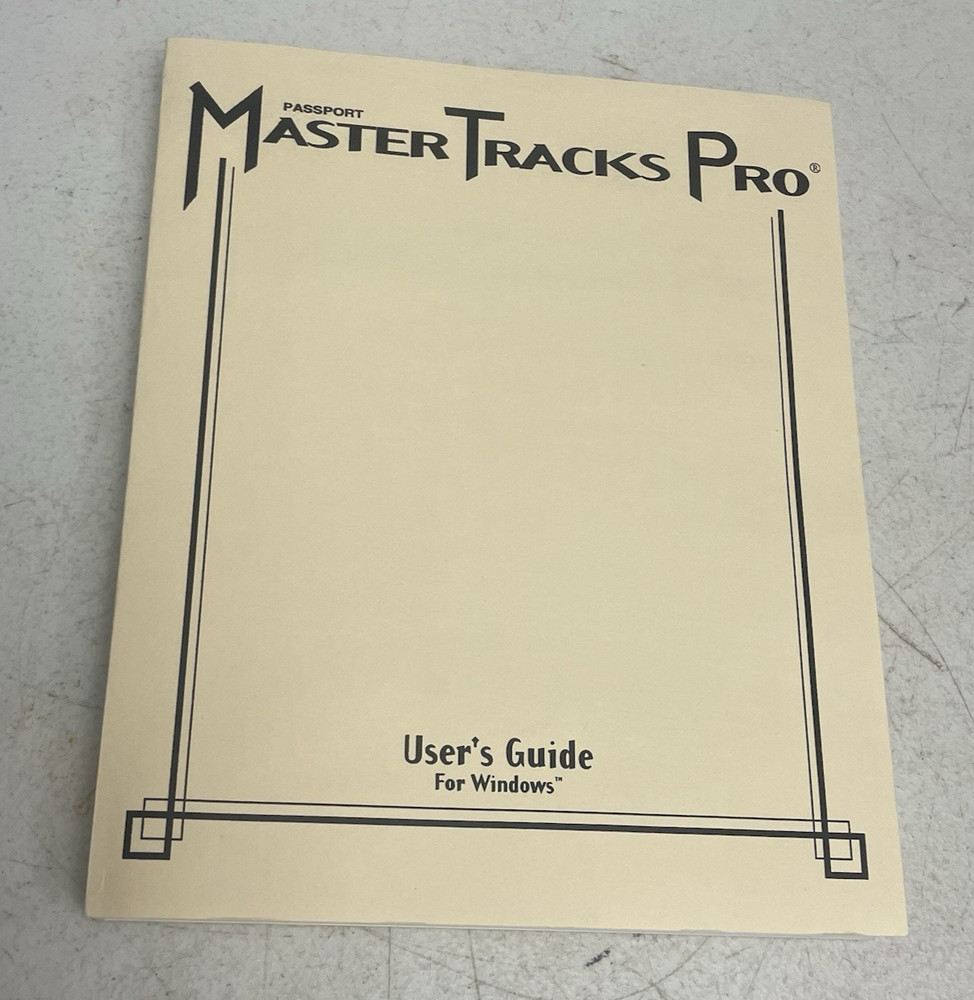 PASSPORT
MASTER TRACKS PRO®
User's Guide
For Windows™